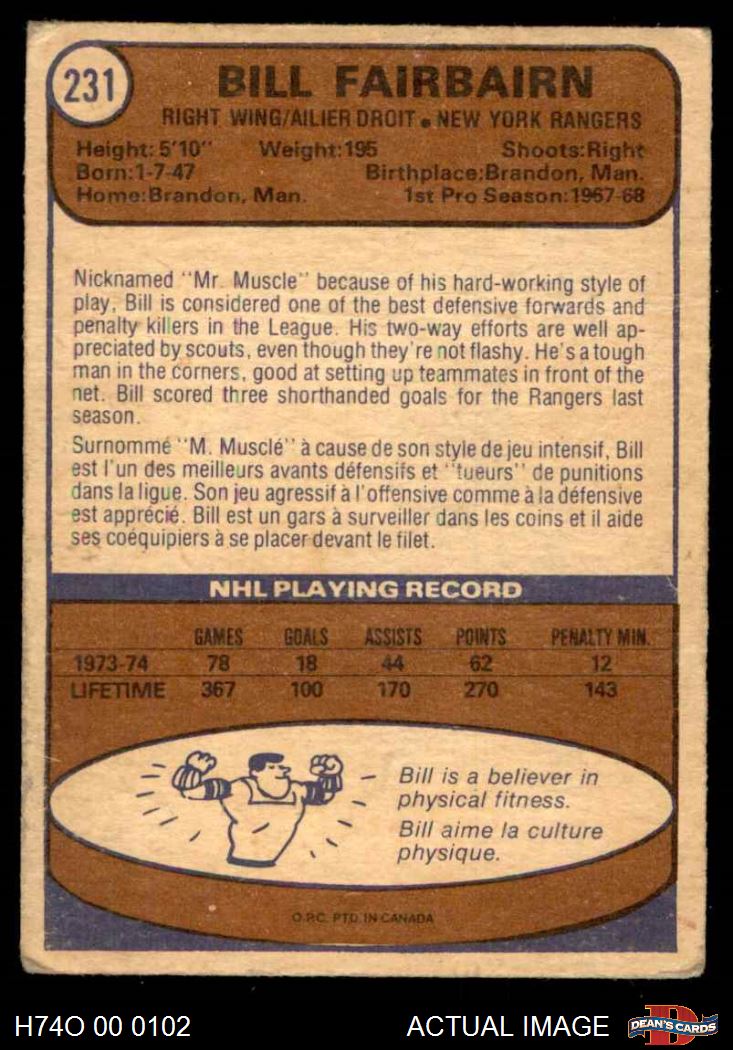 231
BILL FAIRBAIRN
RIGHT WING/AILIER DROIT • NEW YORK RANGERS
Height: 5'10" Weight:195 Shoots:Right
Born:1-7-47 Birthplace:Brandon, Man.
Home:Brandon, Man. 1st Pro Season:1967-68
Nicknamed "Mr. Muscle" because of his hard-working style of
play, Bill is considered one of the best defensive forwards and
penalty killers in the League. His two-way efforts are well ap-
preciated by scouts, even though they're not flashy. He's a tough
man in the corners, good at setting up teammates in front of the
net. Bill scored three shorthanded goals for the Rangers last
season.
Surnommé "M. Musclé" à cause de son style de jeu intensif, Bill
est l'un des meilleurs avants défensifs et "tueurs" de punitions
dans la ligue. Son jeu agressif à l'offensive comme à la défensive
est apprécié. Bill est un gars à surveiller dans les coins et il aide
ses coéquipiers à se placer devant le filet.
NHL PLAYING RECORD
GAMES GOALS ASSISTS POINTS PENALTY MIN.
1973-74 78 18 44 62 12
LIFETIME 367 100 170 270 143
Bill is a believer in
physical fitness.
Bill aime la culture
physique.
O.P.C. PTD. IN CANADA
H74O 00 0102 ACTUAL IMAGE D DEAN'S CARDS